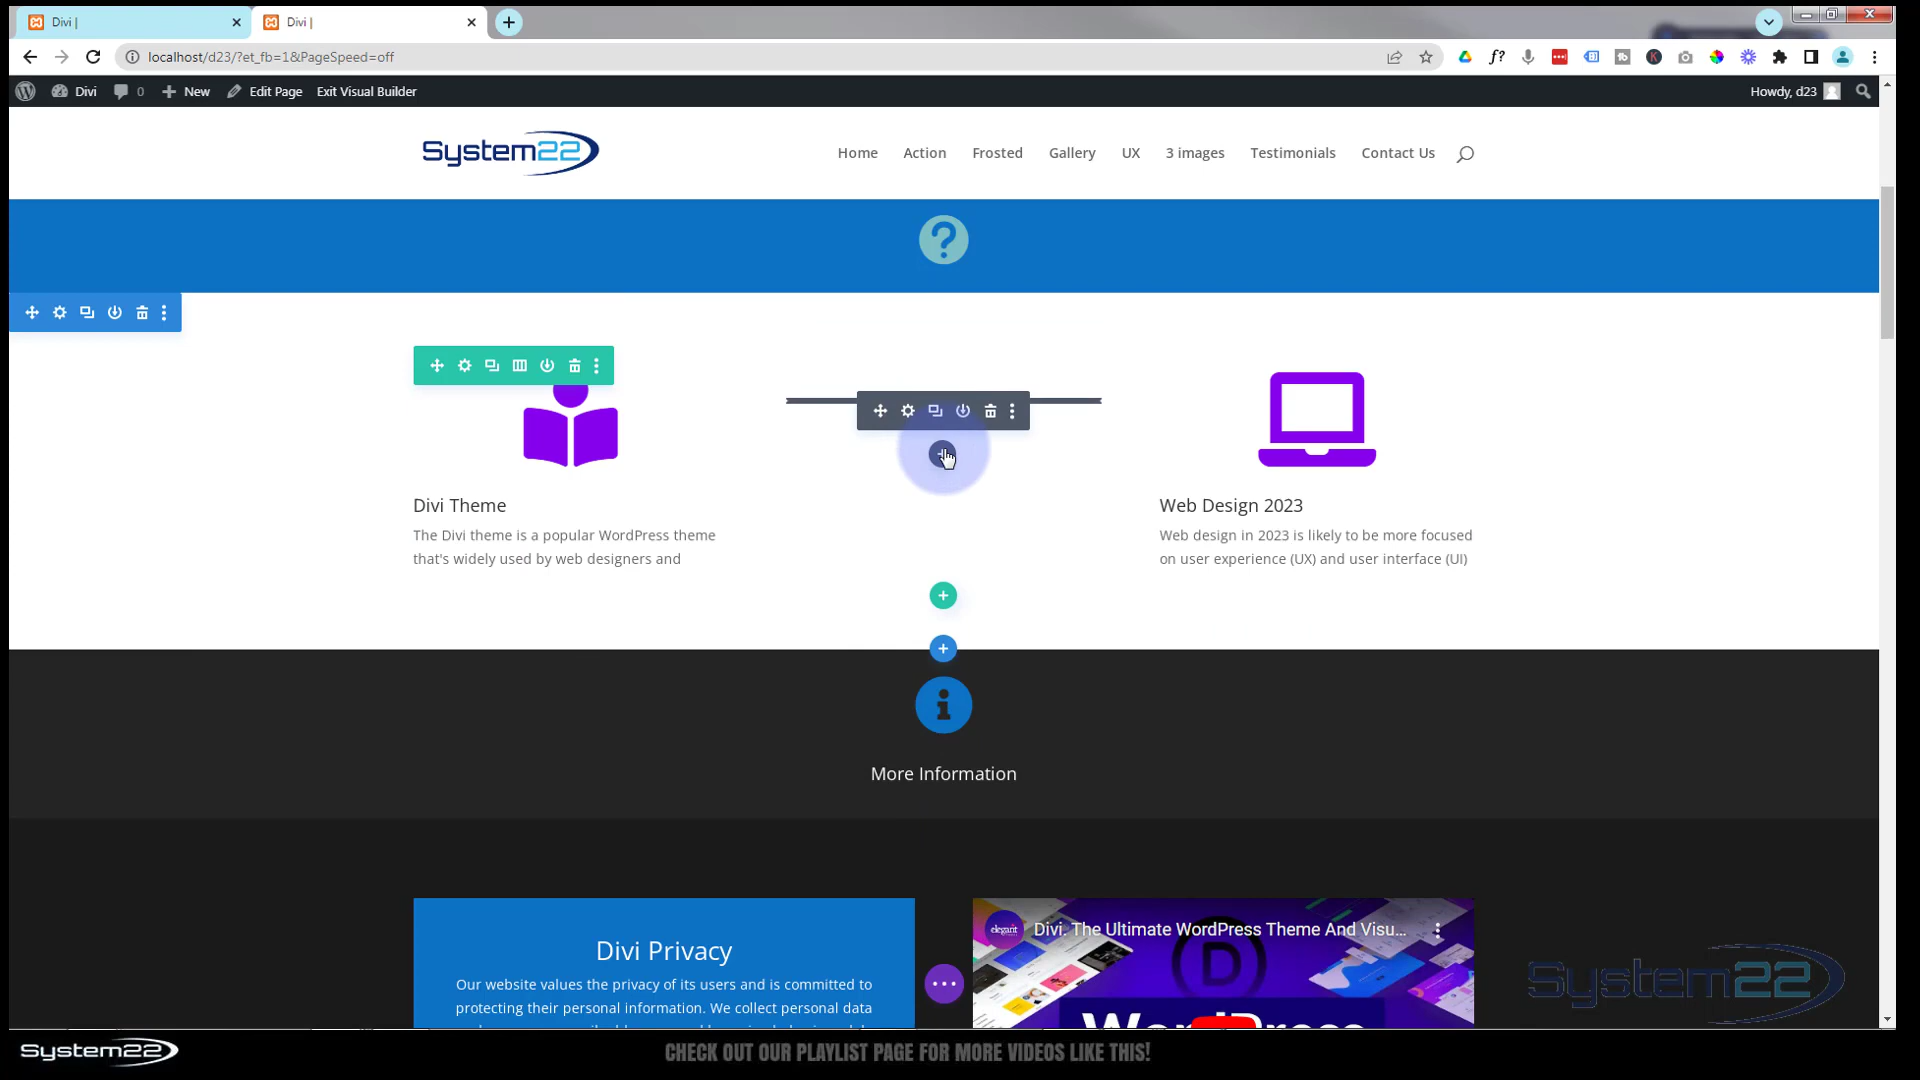 Divi |
Divi |
localhost/d23/?et_fb=1&PageSpeed=off
Divi 0 New Edit Page Exit Visual Builder Howdy, d23
System22 Home Action Frosted Gallery UX 3 images Testimonials Contact Us
Divi Theme
The Divi theme is a popular WordPress theme
that's widely used by web designers and
Web Design 2023
Web design in 2023 is likely to be more focused
on user experience (UX) and user interface (UI)
More Information
Divi Privacy
Our website values the privacy of its users and is committed to
protecting their personal information. We collect personal data
elegant
Divi. The Ultimate WordPress Theme And Visu...
WordPress
System22
System22
CHECK OUT OUR PLAYLIST PAGE FOR MORE VIDEOS LIKE THIS!